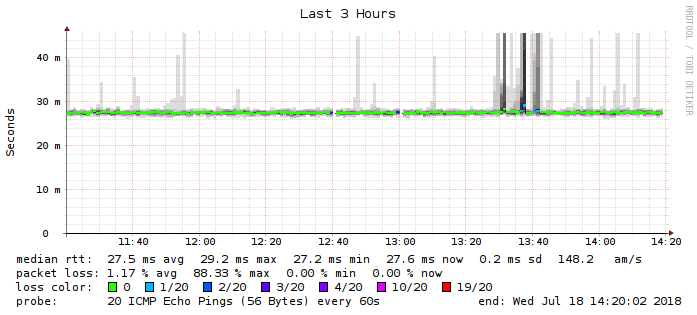 Last 3 Hours
RRDTOOL / TOBI OETIKER
Seconds
40 m
30 m
20 m
10 m
0
11:40 12:00 12:20 12:40 13:00 13:20 13:40 14:00 14:20
median rtt: 27.5 ms avg 29.2 ms max 27.2 ms min 27.6 ms now 0.2 ms sd 148.2 am/s
packet loss: 1.17 % avg 88.33 % max 0.00 % min 0.00 % now
loss color: 0 1/20 2/20 3/20 4/20 10/20 19/20
probe: 20 ICMP Echo Pings (56 Bytes) every 60s end: Wed Jul 18 14:20:02 2018